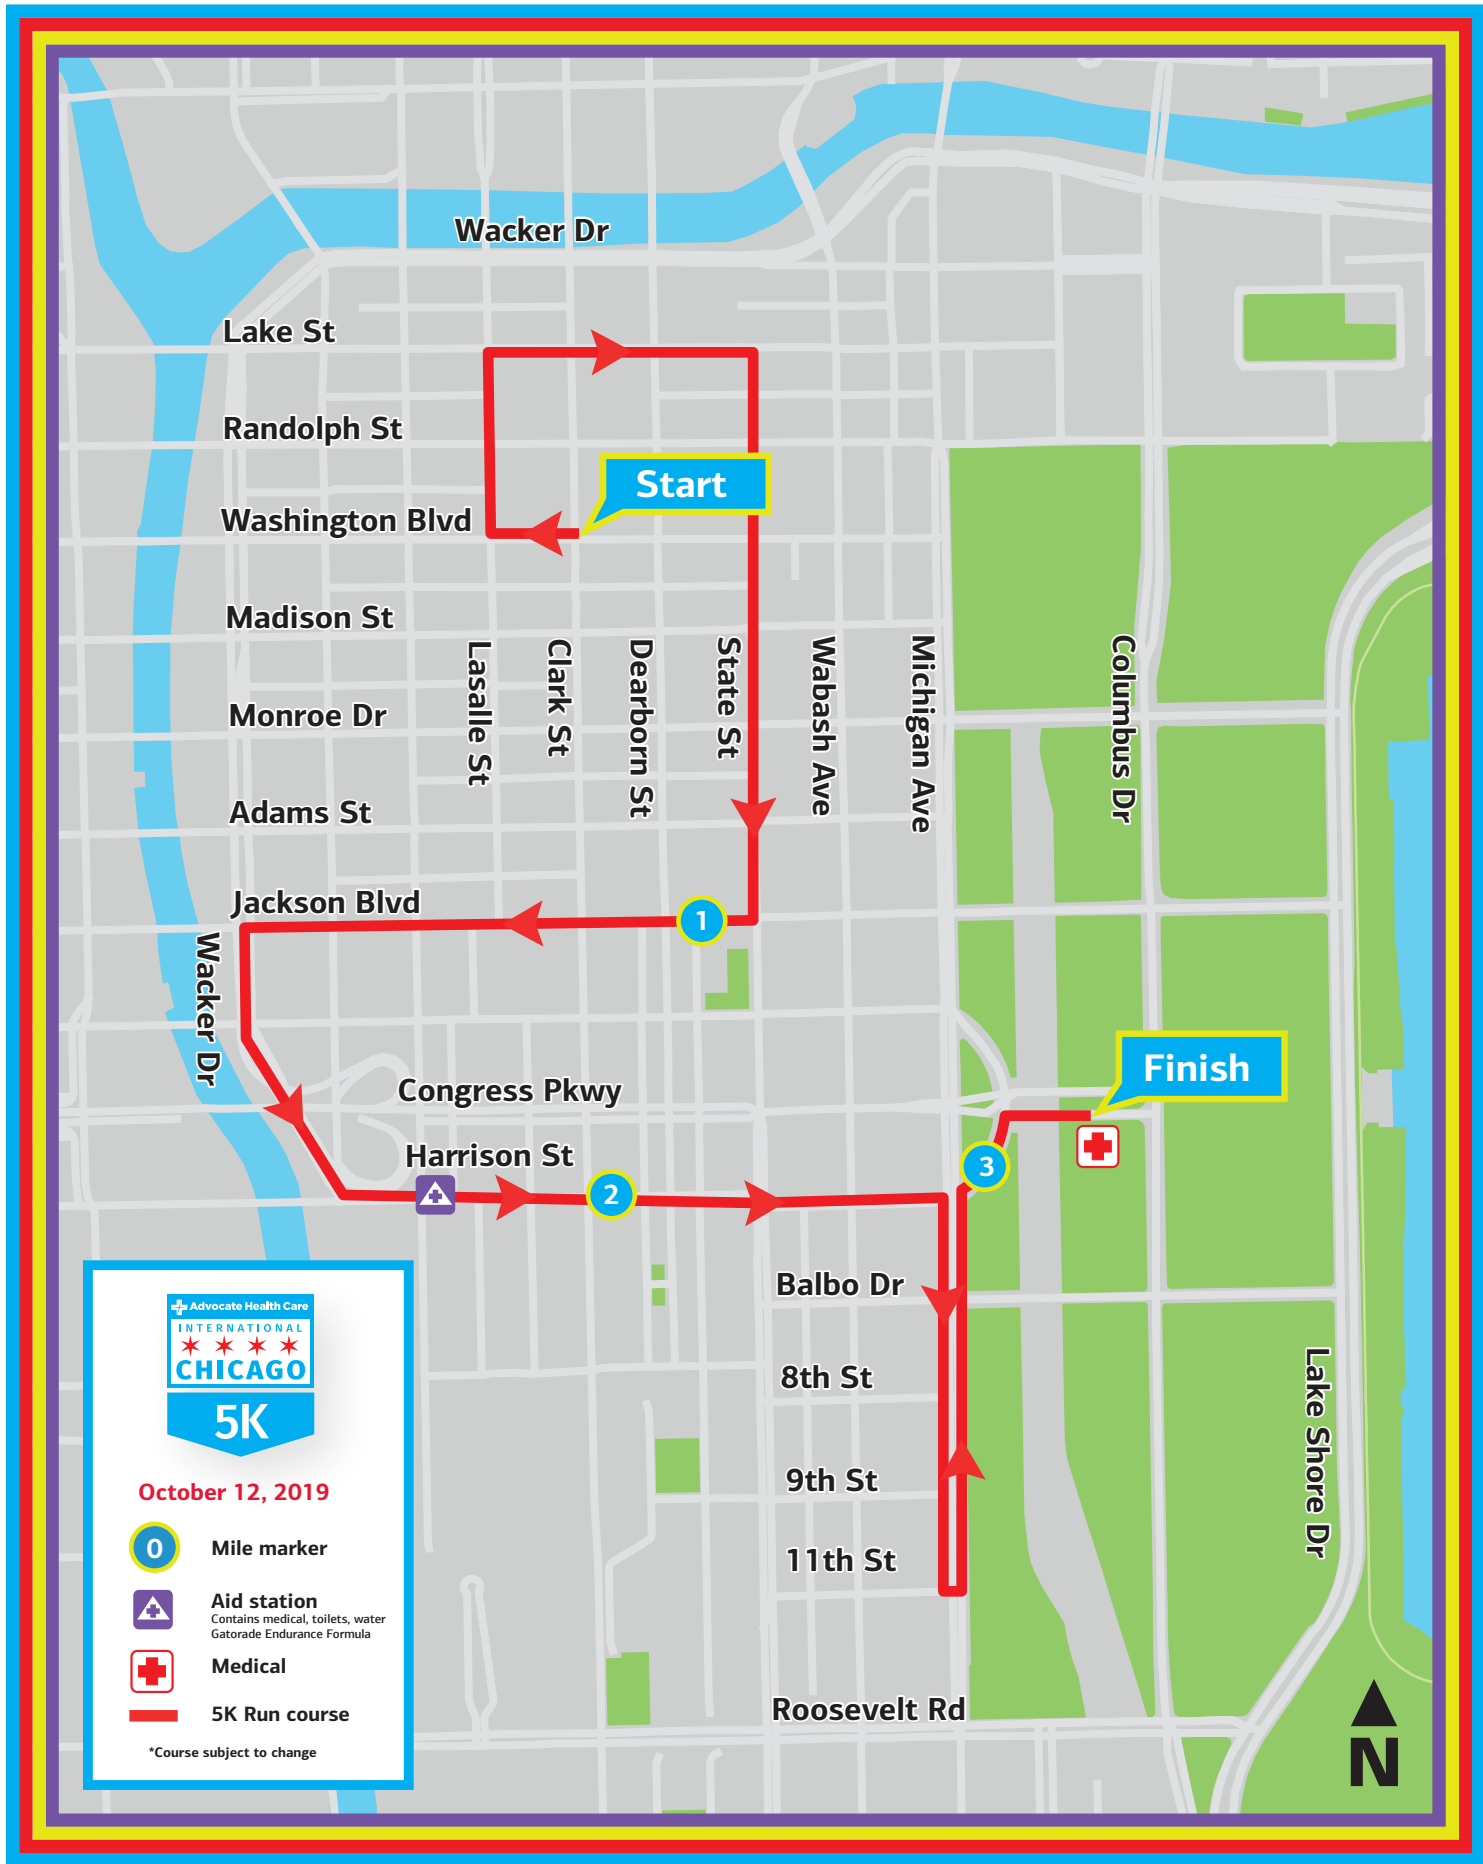 Wacker Dr
Lake St
Randolph St
Start
Washington Blvd
Madison St
Lasalle St
Clark St
Dearborn St
State St
Wabash Ave
Michigan Ave
Columbus Dr
Monroe Dr
Adams St
Jackson Blvd
1
Wacker Dr
Finish
Congress Pkwy
Harrison St
3
2
Balbo Dr
8th St
9th St
11th St
Lake Shore Dr
Roosevelt Rd
N
Advocate Health Care
INTERNATIONAL
CHICAGO
5K
October 12, 2019
0 Mile marker
Aid station
Contains medical, toilets, water
Gatorade Endurance Formula
Medical
5K Run course
*Course subject to change